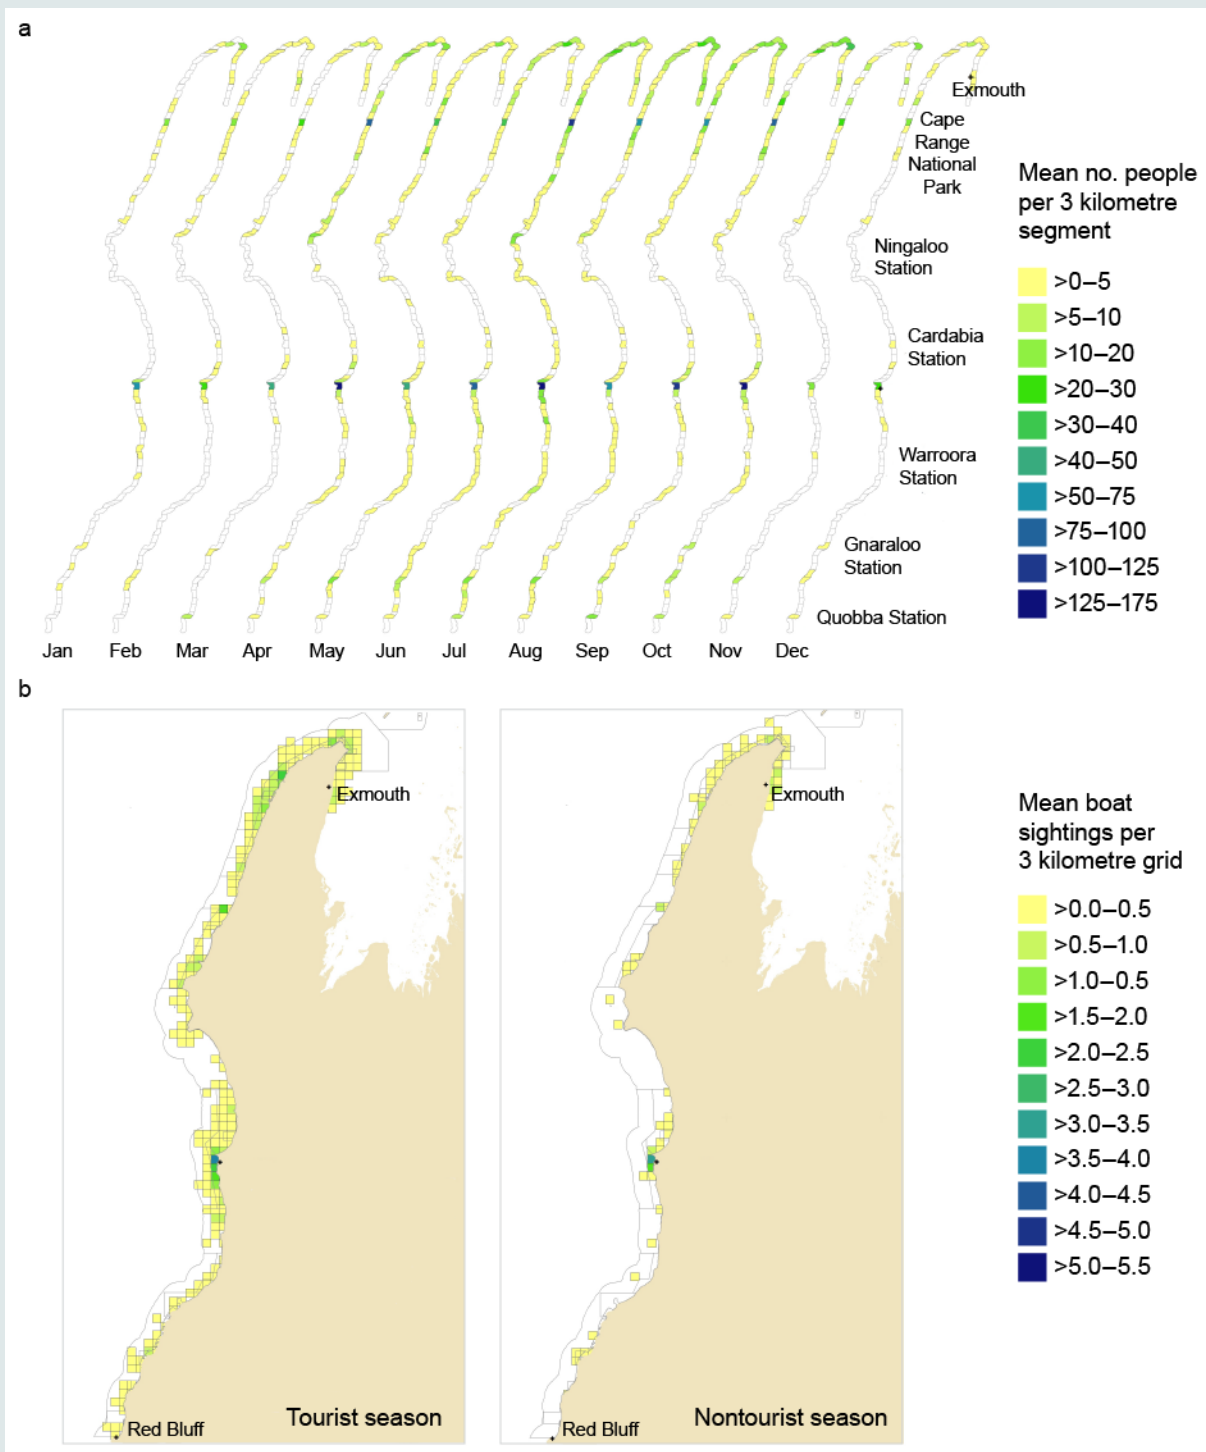 a
Exmouth
Cape
Range
National
Park
Ningaloo
Station
Cardabia
Station
Warroora
Station
Gnaraloo
Station
Quobba Station
Jan Feb Mar Apr May Jun Jul Aug Sep Oct Nov Dec
Mean no. people
per 3 kilometre
segment
>0–5
>5–10
>10–20
>20–30
>30–40
>40–50
>50–75
>75–100
>100–125
>125–175
b
Exmouth
Red Bluff
Tourist season
Exmouth
Red Bluff
Nontourist season
Mean boat
sightings per
3 kilometre grid
>0.0–0.5
>0.5–1.0
>1.0–0.5
>1.5–2.0
>2.0–2.5
>2.5–3.0
>3.0–3.5
>3.5–4.0
>4.0–4.5
>4.5–5.0
>5.0–5.5